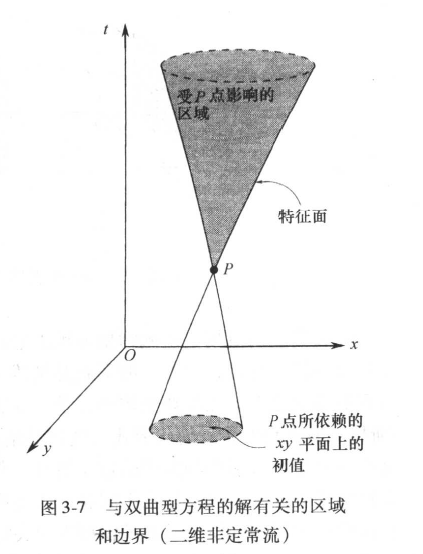 t
受P点影响的
区域
特征面
P
x
O
y
P点所依赖的
xy平面上的
初值
图3-7 与双曲型方程的解有关的区域
和边界（二维非定常流）